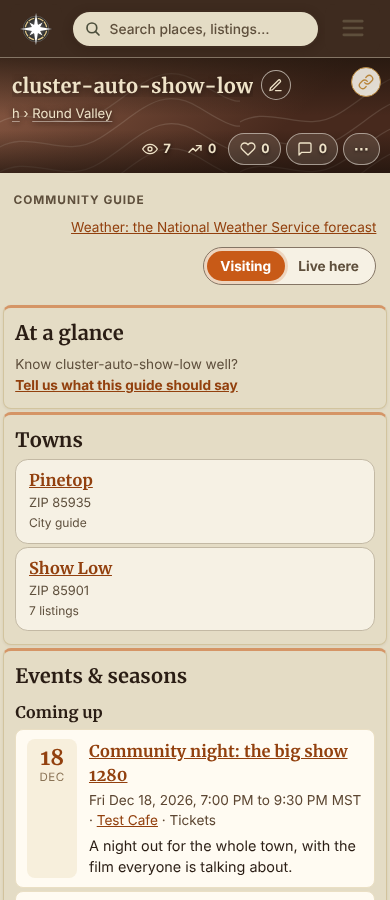 Search places, listings...
cluster-auto-show-low
h › Round Valley
7 0 0 0 ...
COMMUNITY GUIDE
Weather: the National Weather Service forecast
Visiting Live here
At a glance
Know cluster-auto-show-low well?
Tell us what this guide should say
Towns
Pinetop
ZIP 85935
City guide
Show Low
ZIP 85901
7 listings
Events & seasons
Coming up
18
DEC
Community night: the big show
1280
Fri Dec 18, 2026, 7:00 PM to 9:30 PM MST
· Test Cafe · Tickets
A night out for the whole town, with the
film everyone is talking about.